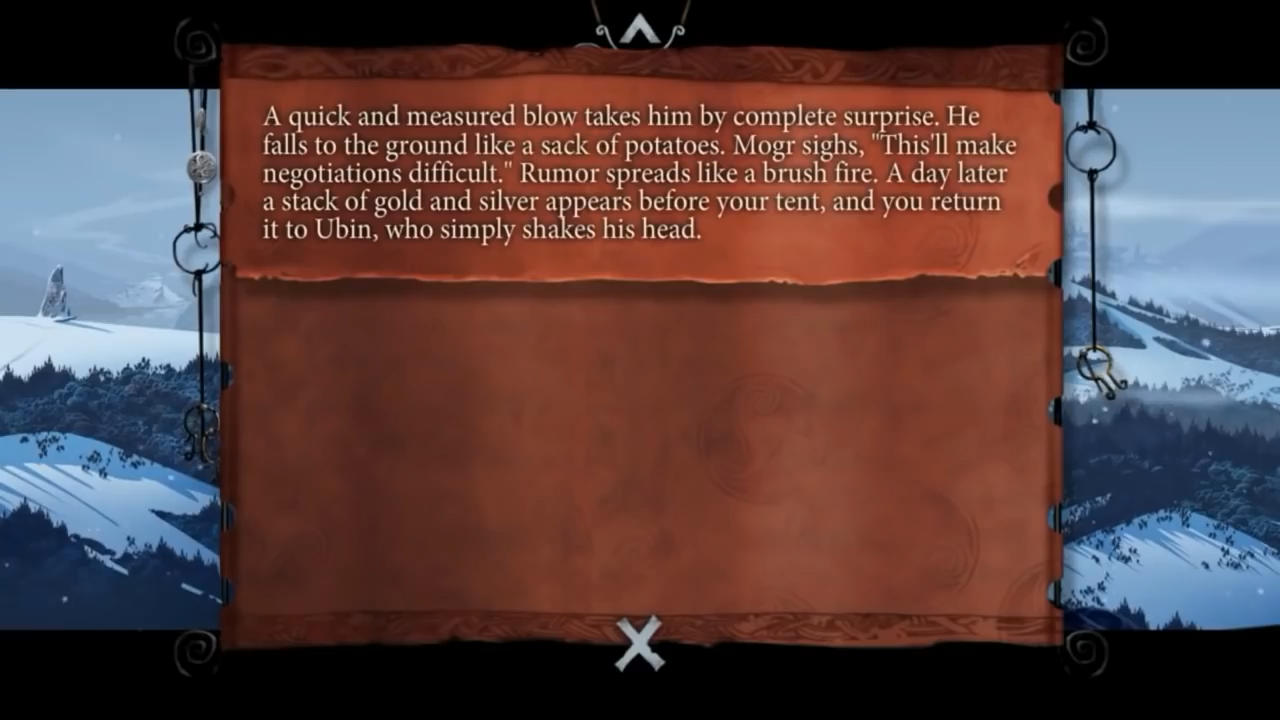 A quick and measured blow takes him by complete surprise. He
falls to the ground like a sack of potatoes. Mogr sighs, "This'll make
negotiations difficult." Rumor spreads like a brush fire. A day later
a stack of gold and silver appears before your tent, and you return
it to Ubin, who simply shakes his head.